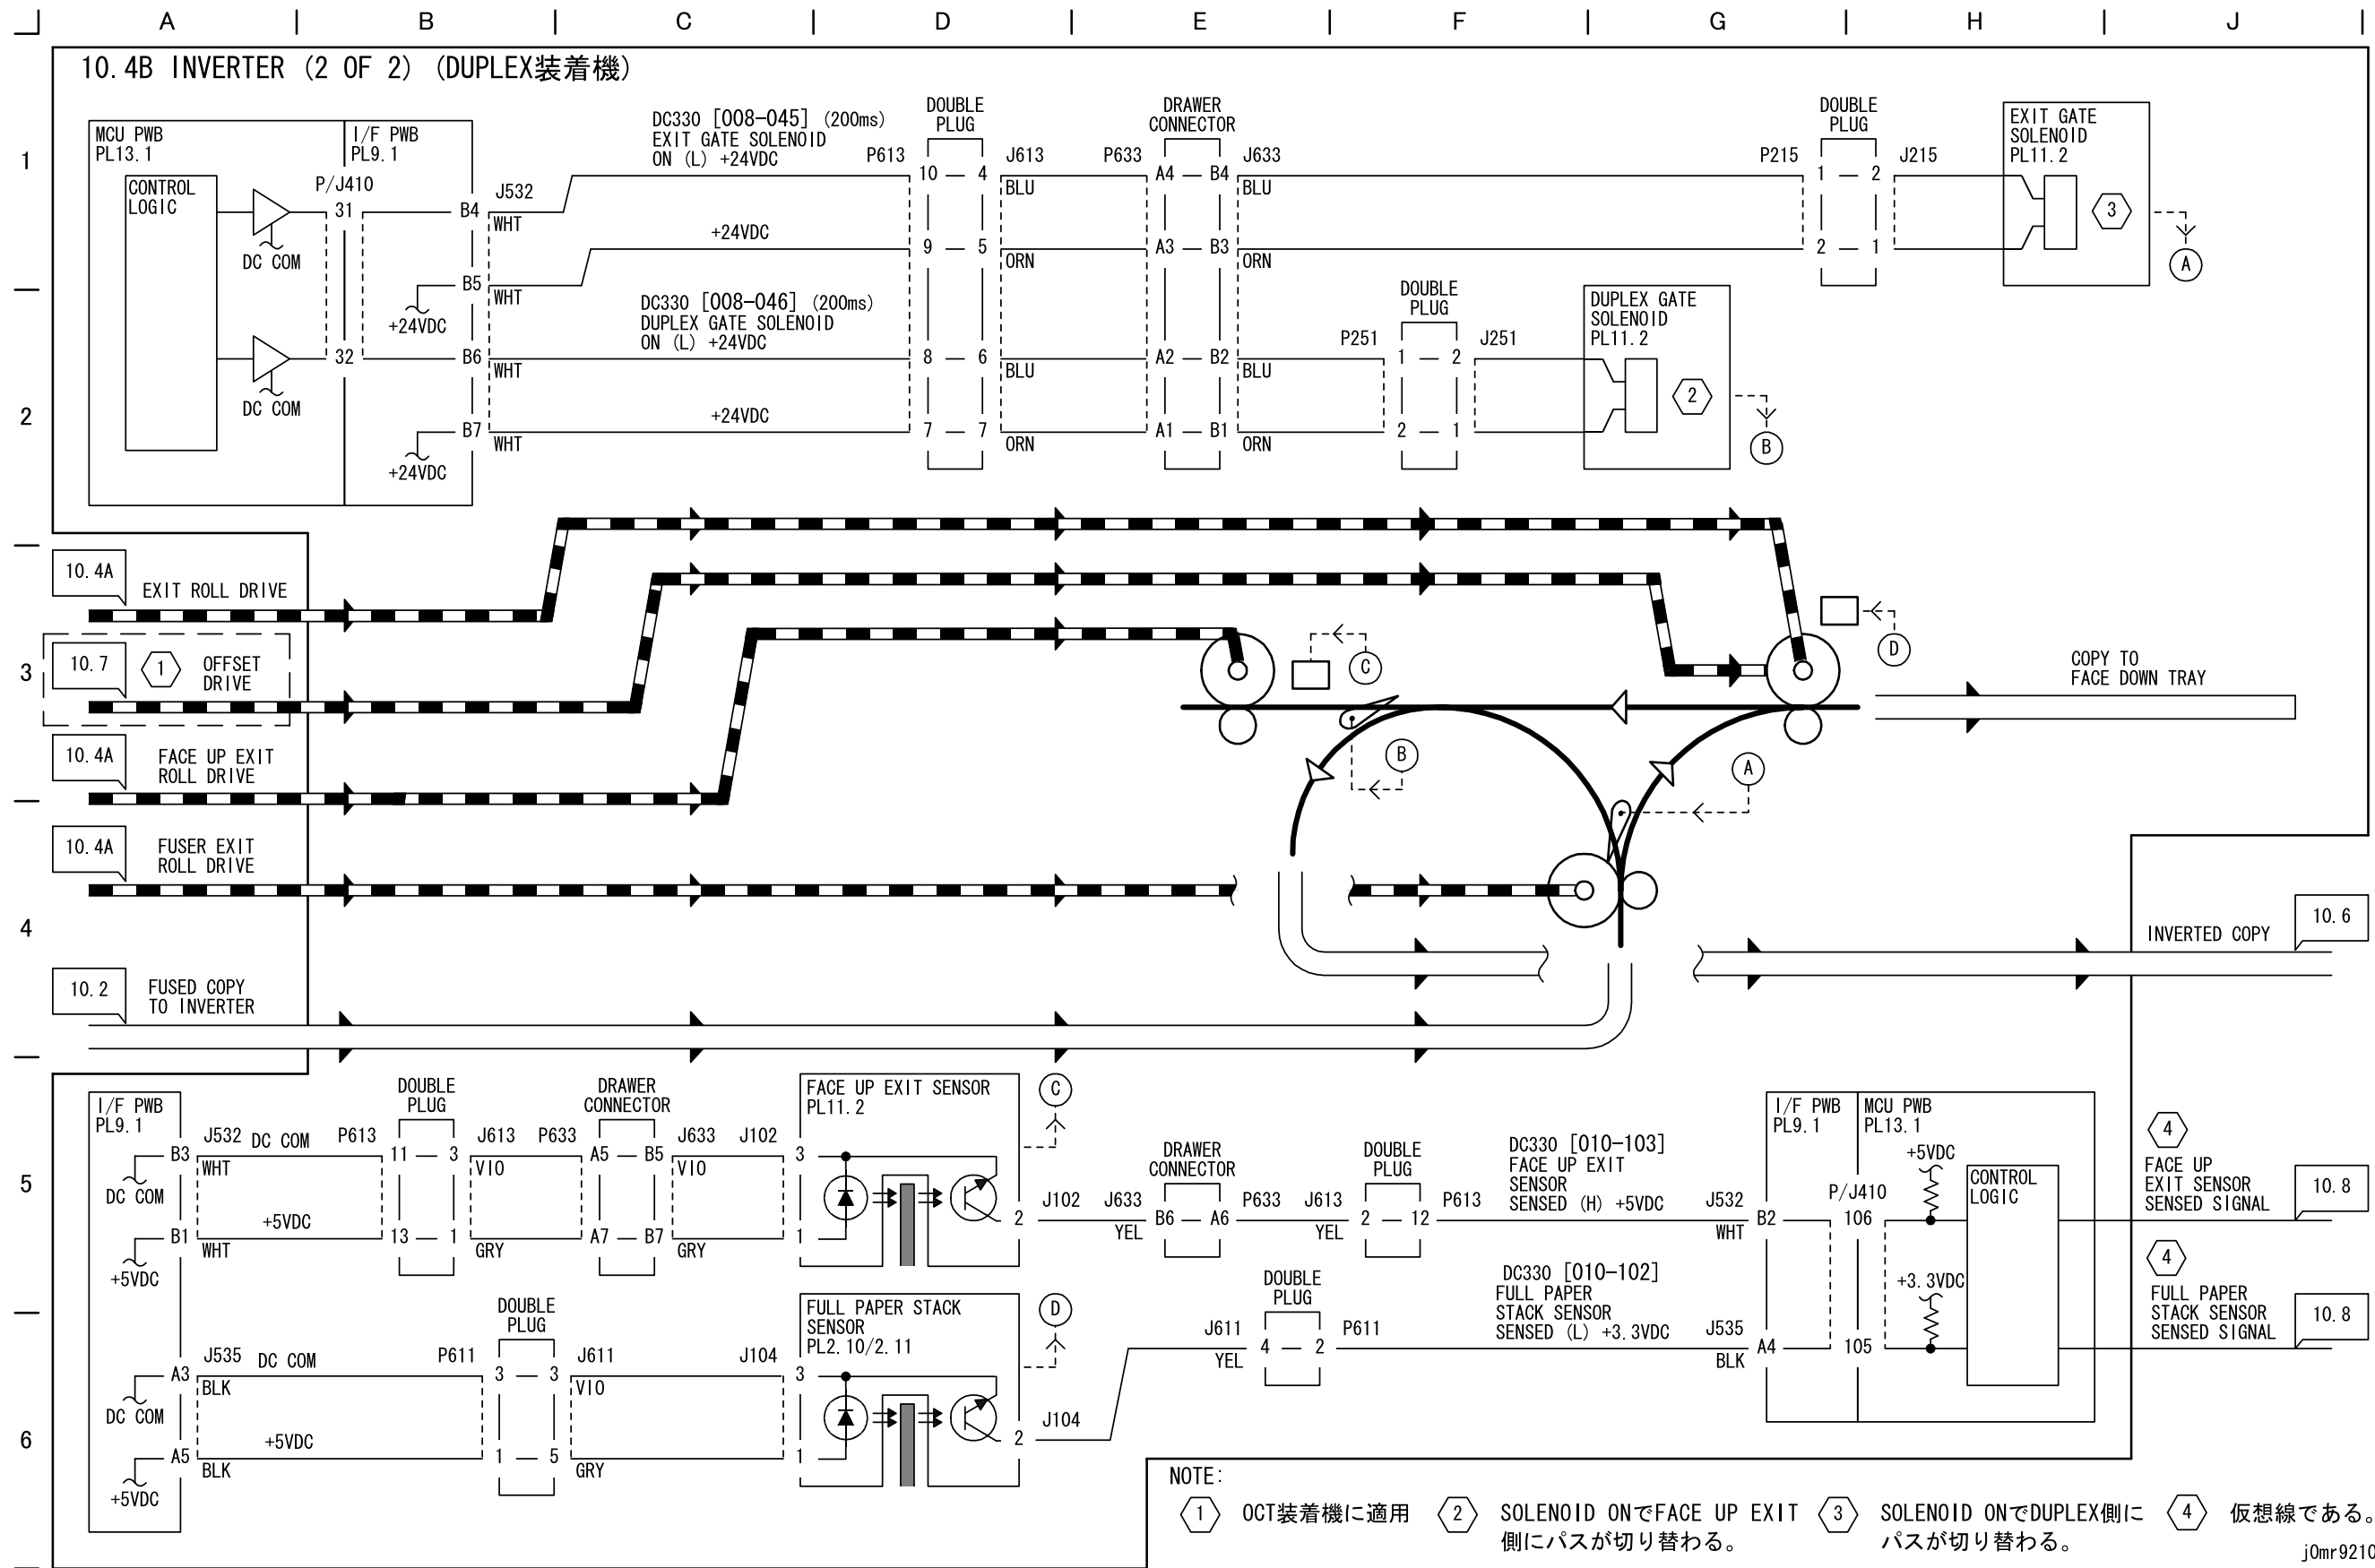 A B C D E F G H J
10.4B INVERTER (2 OF 2) (DUPLEX装着機)
1
MCU PWB
PL13.1
I/F PWB
PL9.1
CONTROL
LOGIC
P/J410
31
DC COM
32
DC COM
B4
J532
WHT
B5
WHT
+24VDC
B6
WHT
B7
WHT
+24VDC
DC330 [008-045] (200ms)
EXIT GATE SOLENOID
ON (L) +24VDC
+24VDC
DC330 [008-046] (200ms)
DUPLEX GATE SOLENOID
ON (L) +24VDC
+24VDC
DOUBLE
PLUG
P613
J613
10 — 4
BLU
9 — 5
ORN
8 — 6
BLU
7 — 7
ORN
DRAWER
CONNECTOR
P633
J633
A4 — B4
BLU
A3 — B3
ORN
A2 — B2
BLU
A1 — B1
ORN
DOUBLE
PLUG
P215
J215
1 — 2
2 — 1
EXIT GATE
SOLENOID
PL11.2
3
A
DOUBLE
PLUG
P251
J251
1 — 2
2 — 1
DUPLEX GATE
SOLENOID
PL11.2
2
B
2
10.4A
EXIT ROLL DRIVE
3
10.7
1
OFFSET
DRIVE
10.4A
FACE UP EXIT
ROLL DRIVE
10.4A
FUSER EXIT
ROLL DRIVE
C
D
B
A
COPY TO
FACE DOWN TRAY
4
10.2
FUSED COPY
TO INVERTER
INVERTED COPY
10.6
5
I/F PWB
PL9.1
B3
J532
DC COM
WHT
DC COM
B1
+5VDC
WHT
+5VDC
DOUBLE
PLUG
P613
J613
11 — 3
VIO
13 — 1
GRY
DRAWER
CONNECTOR
P633
J633
A5 — B5
VIO
A7 — B7
GRY
J102
FACE UP EXIT SENSOR
PL11.2
3
1
2
C
J102
DRAWER
CONNECTOR
J633
P633
B6 — A6
YEL
DOUBLE
PLUG
J613
P613
2 — 12
YEL
DC330 [010-103]
FACE UP EXIT
SENSOR
SENSED (H) +5VDC
J532
WHT
B2
I/F PWB
PL9.1
MCU PWB
PL13.1
+5VDC
P/J410
106
CONTROL
LOGIC
4
FACE UP
EXIT SENSOR
SENSED SIGNAL
10.8
6
A3
J535
DC COM
BLK
DC COM
A5
+5VDC
BLK
+5VDC
DOUBLE
PLUG
P611
J611
3 — 3
VIO
1 — 5
GRY
J104
FULL PAPER STACK
SENSOR
PL2.10/2.11
3
1
2
D
J104
DOUBLE
PLUG
J611
P611
4 — 2
YEL
DC330 [010-102]
FULL PAPER
STACK SENSOR
SENSED (L) +3.3VDC
J535
BLK
A4
+3.3VDC
105
4
FULL PAPER
STACK SENSOR
SENSED SIGNAL
10.8
NOTE:
1 OCT装着機に適用
2 SOLENOID ONでFACE UP EXIT
側にパスが切り替わる。
3 SOLENOID ONでDUPLEX側に
パスが切り替わる。
4 仮想線である。